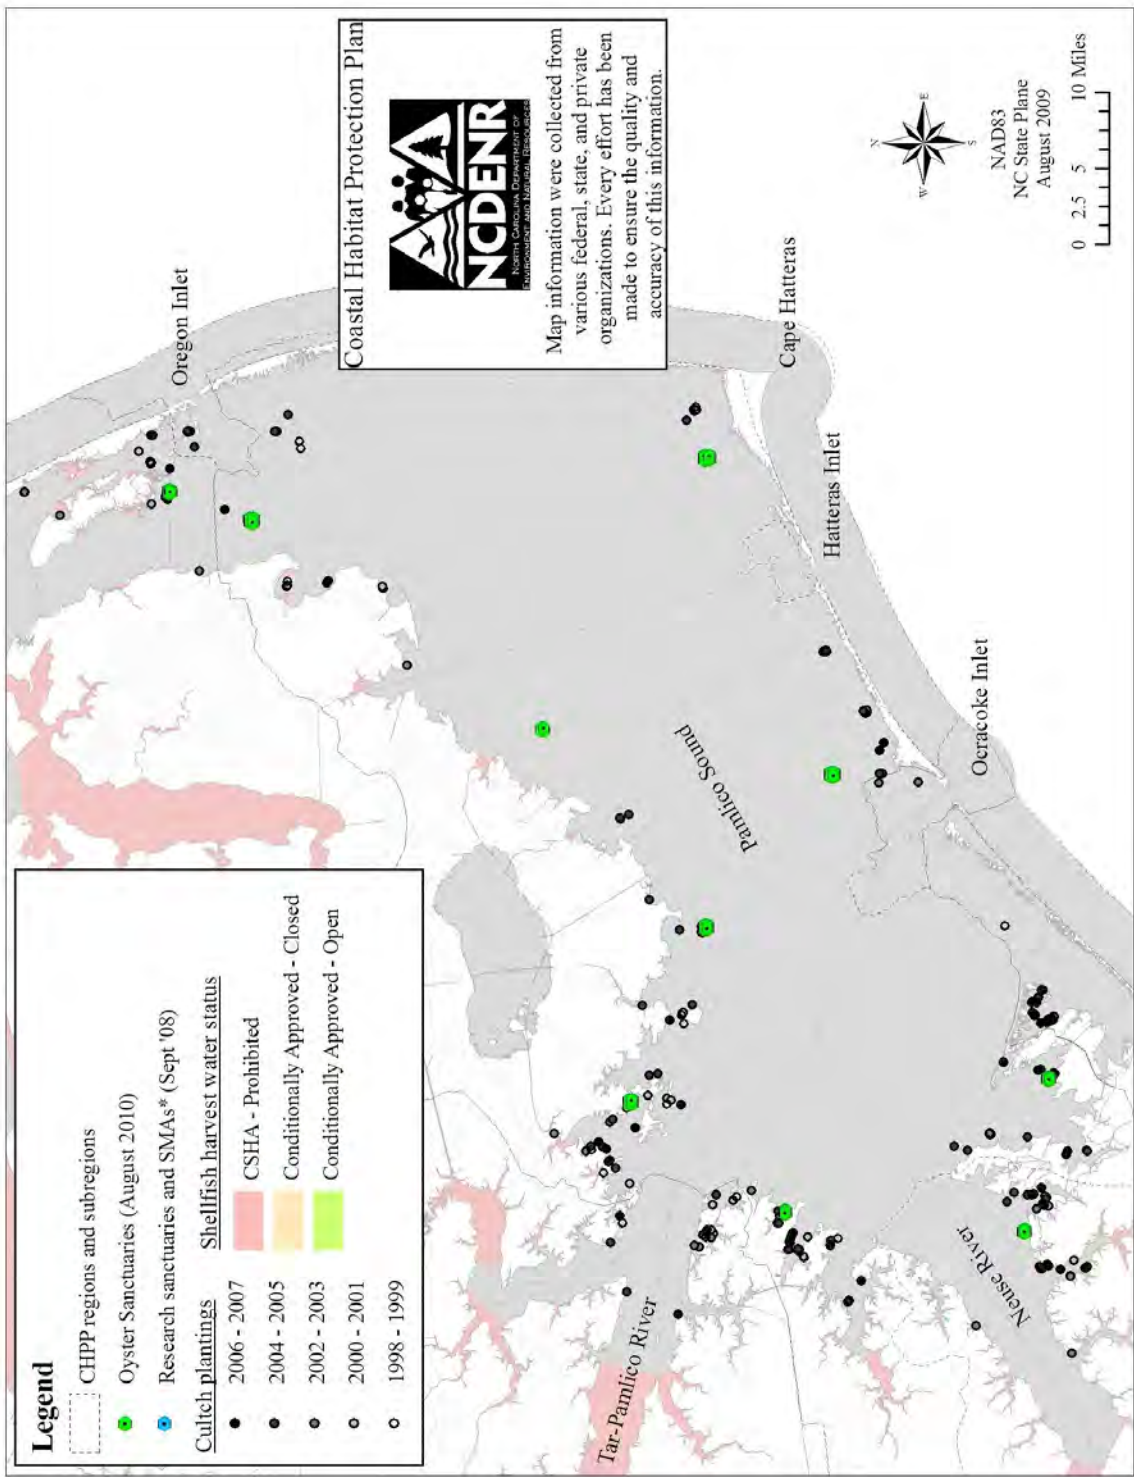 Legend
CHPP regions and subregions
Oyster Sanctuaries (August 2010)
Research sanctuaries and SMAs* (Sept '08)
Cultch plantings
2006 - 2007
2004 - 2005
2002 - 2003
2000 - 2001
1998 - 1999
Shellfish harvest water status
CSHA - Prohibited
Conditionally Approved - Closed
Conditionally Approved - Open
Oregon Inlet
Coastal Habitat Protection Plan
NCDENR
NORTH CAROLINA DEPARTMENT OF
ENVIRONMENT AND NATURAL RESOURCES
Map information were collected from
various federal, state, and private
organizations. Every effort has been
made to ensure the quality and
accuracy of this information.
Cape Hatteras
Hatteras Inlet
Pamlico Sound
Ocracoke Inlet
Tar-Pamlico River
Neuse River
N
W
E
S
NAD83
NC State Plane
August 2009
0 2.5 5 10 Miles